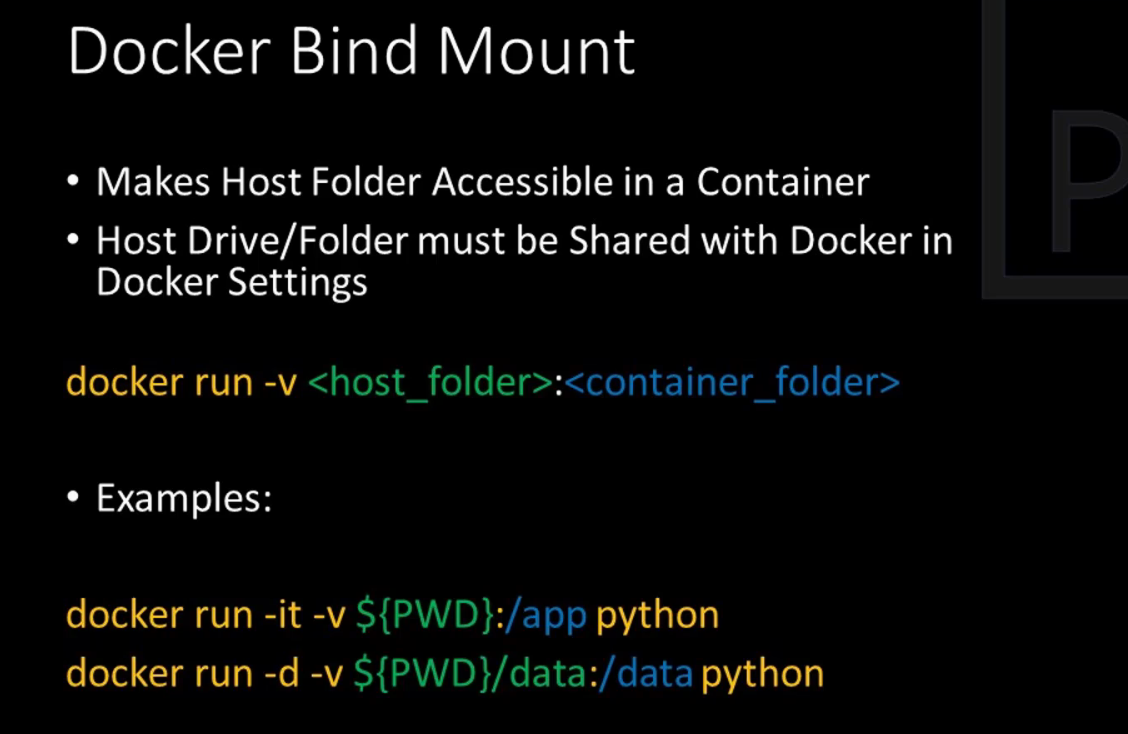 Docker Bind Mount
• Makes Host Folder Accessible in a Container
• Host Drive/Folder must be Shared with Docker in
Docker Settings
docker run -v <host_folder>:<container_folder>
• Examples:
docker run -it -v ${PWD}:/app python
docker run -d -v ${PWD}/data:/data python
P